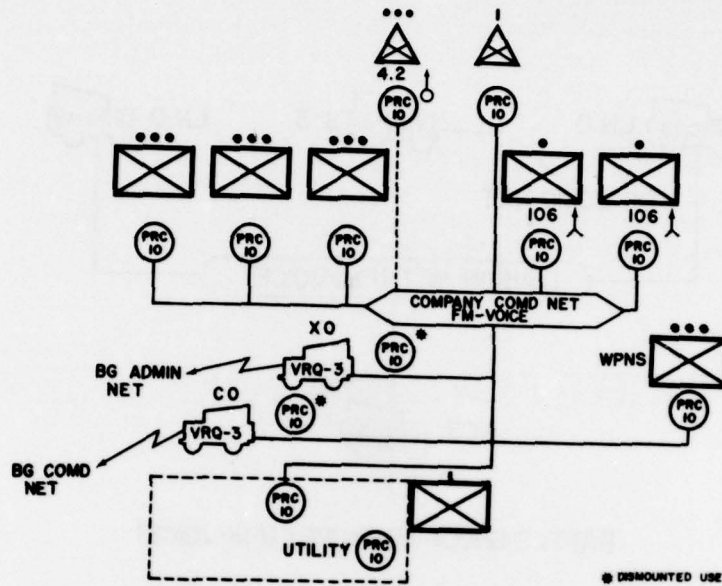 4.2
PRC 10
PRC 10
106
106
PRC 10
PRC 10
PRC 10
PRC 10
PRC 10
COMPANY COMD NET
FM-VOICE
XO
PRC 10 *
WPNS
BG ADMIN
NET
VRQ-3
CO
PRC 10 *
PRC 10
VRQ-3
BG COMD
NET
PRC 10
UTILITY
PRC 10
* DISMOUNTED USE